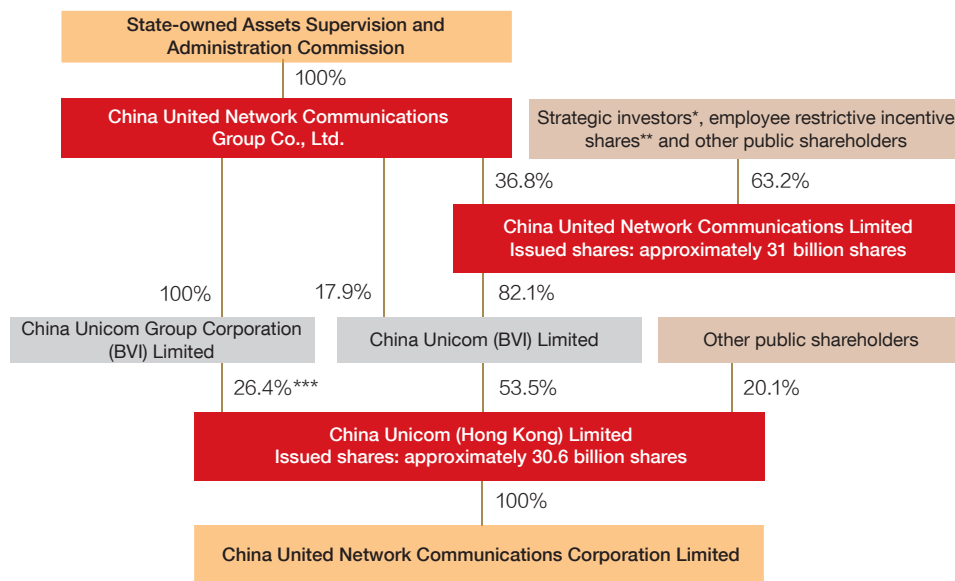 State-owned Assets Supervision and
Administration Commission
100%
China United Network Communications
Group Co., Ltd.
Strategic investors*, employee restrictive incentive
shares** and other public shareholders
36.8%
63.2%
China United Network Communications Limited
Issued shares: approximately 31 billion shares
100%
17.9%
82.1%
China Unicom Group Corporation
(BVI) Limited
China Unicom (BVI) Limited
Other public shareholders
26.4%***
53.5%
20.1%
China Unicom (Hong Kong) Limited
Issued shares: approximately 30.6 billion shares
100%
China United Network Communications Corporation Limited